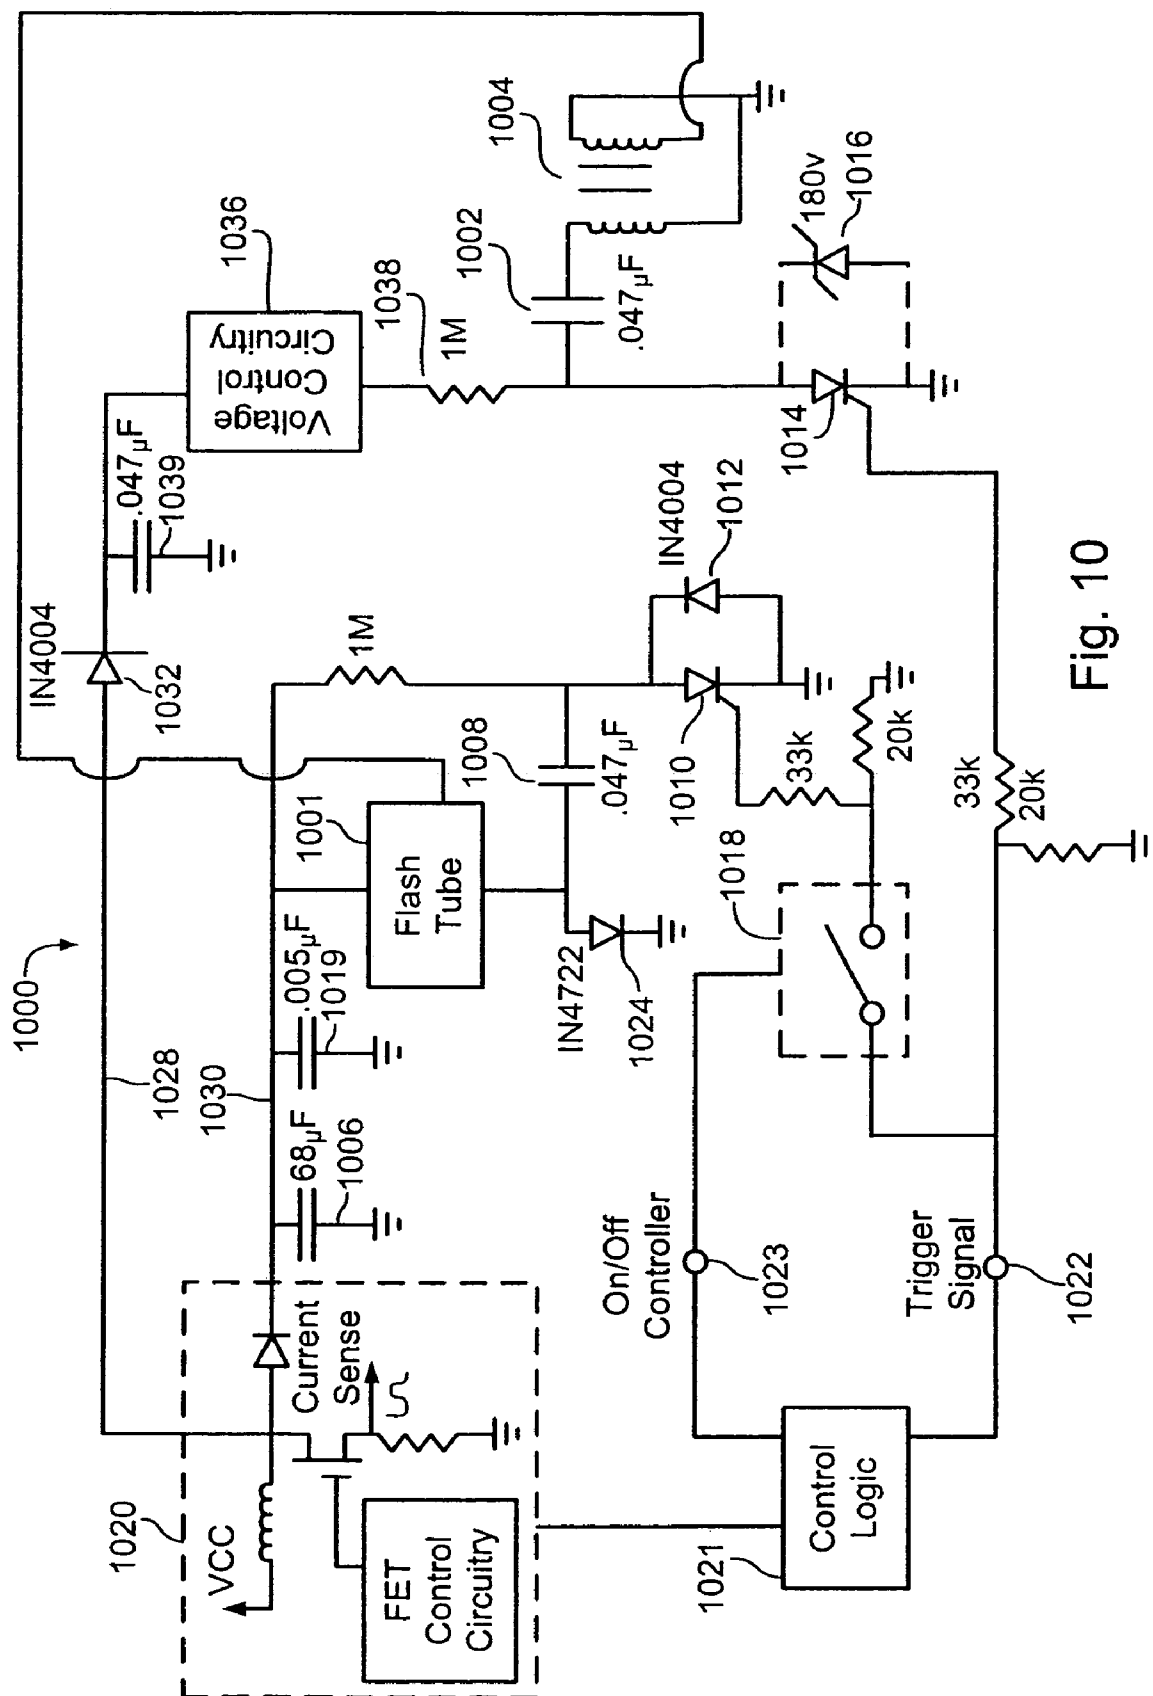 1000
1028
1030
IN4004
1032
.047µF
1039
Voltage
Control
Circuitry
1036
1038
1M
1002
.047µF
1004
180v
1016
1014
1020
VCC
Current
Sense
FET
Control
Circuitry
68µF
1006
.005µF
1019
1001
Flash
Tube
1M
1008
.047µF
IN4722
1024
IN4004
1012
1010
33k
20k
1018
On/Off
Controller
1023
Trigger
Signal
1022
33k
20k
1021
Control
Logic
Fig. 10